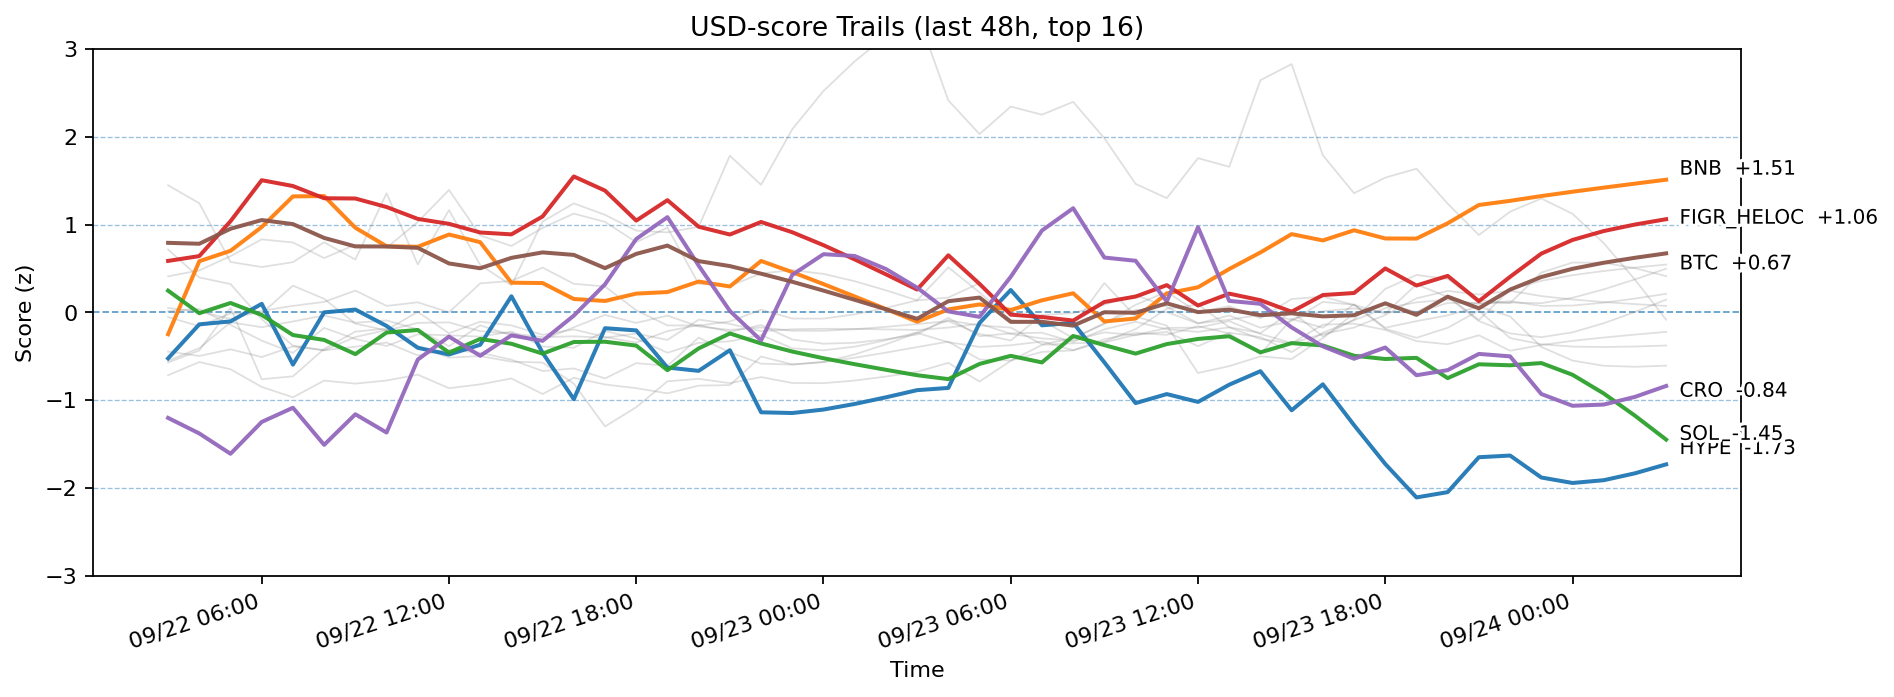 USD-score Trails (last 48h, top 16)
Score (z)
3
2
1
0
−1
−2
−3
BNB +1.51
FIGR_HELOC +1.06
BTC +0.67
CRO -0.84
SOL -1.45
HYPE -1.73
09/22 06:00
09/22 12:00
09/22 18:00
09/23 00:00
09/23 06:00
09/23 12:00
09/23 18:00
09/24 00:00
Time